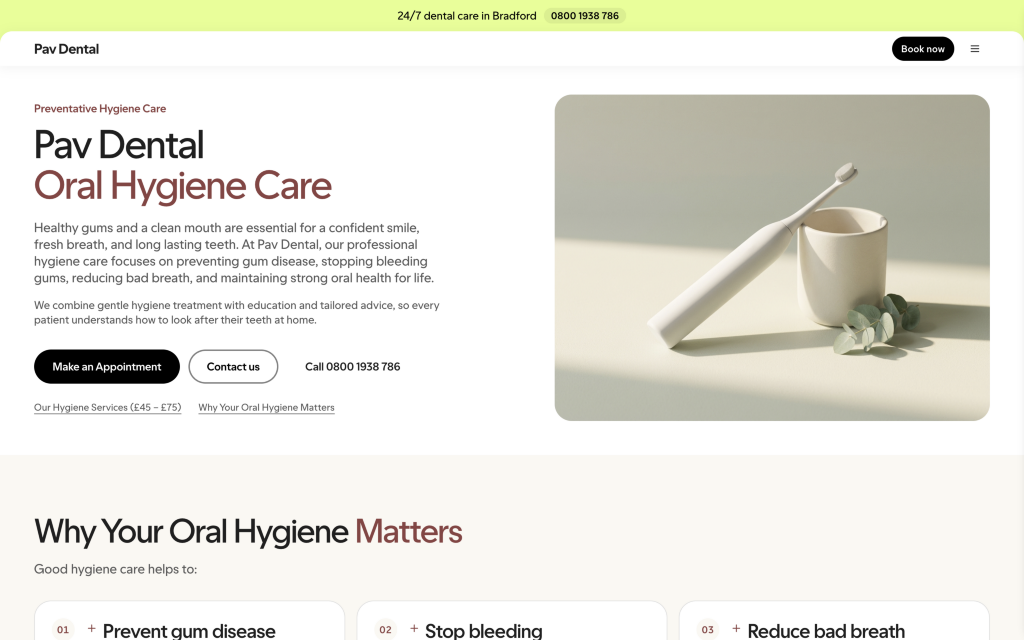 24/7 dental care in Bradford 0800 1938 786
Pav Dental
Book now
Preventative Hygiene Care
Pav Dental
Oral Hygiene Care
Healthy gums and a clean mouth are essential for a confident smile,
fresh breath, and long lasting teeth. At Pav Dental, our professional
hygiene care focuses on preventing gum disease, stopping bleeding
gums, reducing bad breath, and maintaining strong oral health for life.
We combine gentle hygiene treatment with education and tailored advice, so every
patient understands how to look after their teeth at home.
Make an Appointment
Contact us
Call 0800 1938 786
Our Hygiene Services (£45 – £75)
Why Your Oral Hygiene Matters
Why Your Oral Hygiene Matters
Good hygiene care helps to:
01 + Prevent gum disease
02 + Stop bleeding
03 + Reduce bad breath